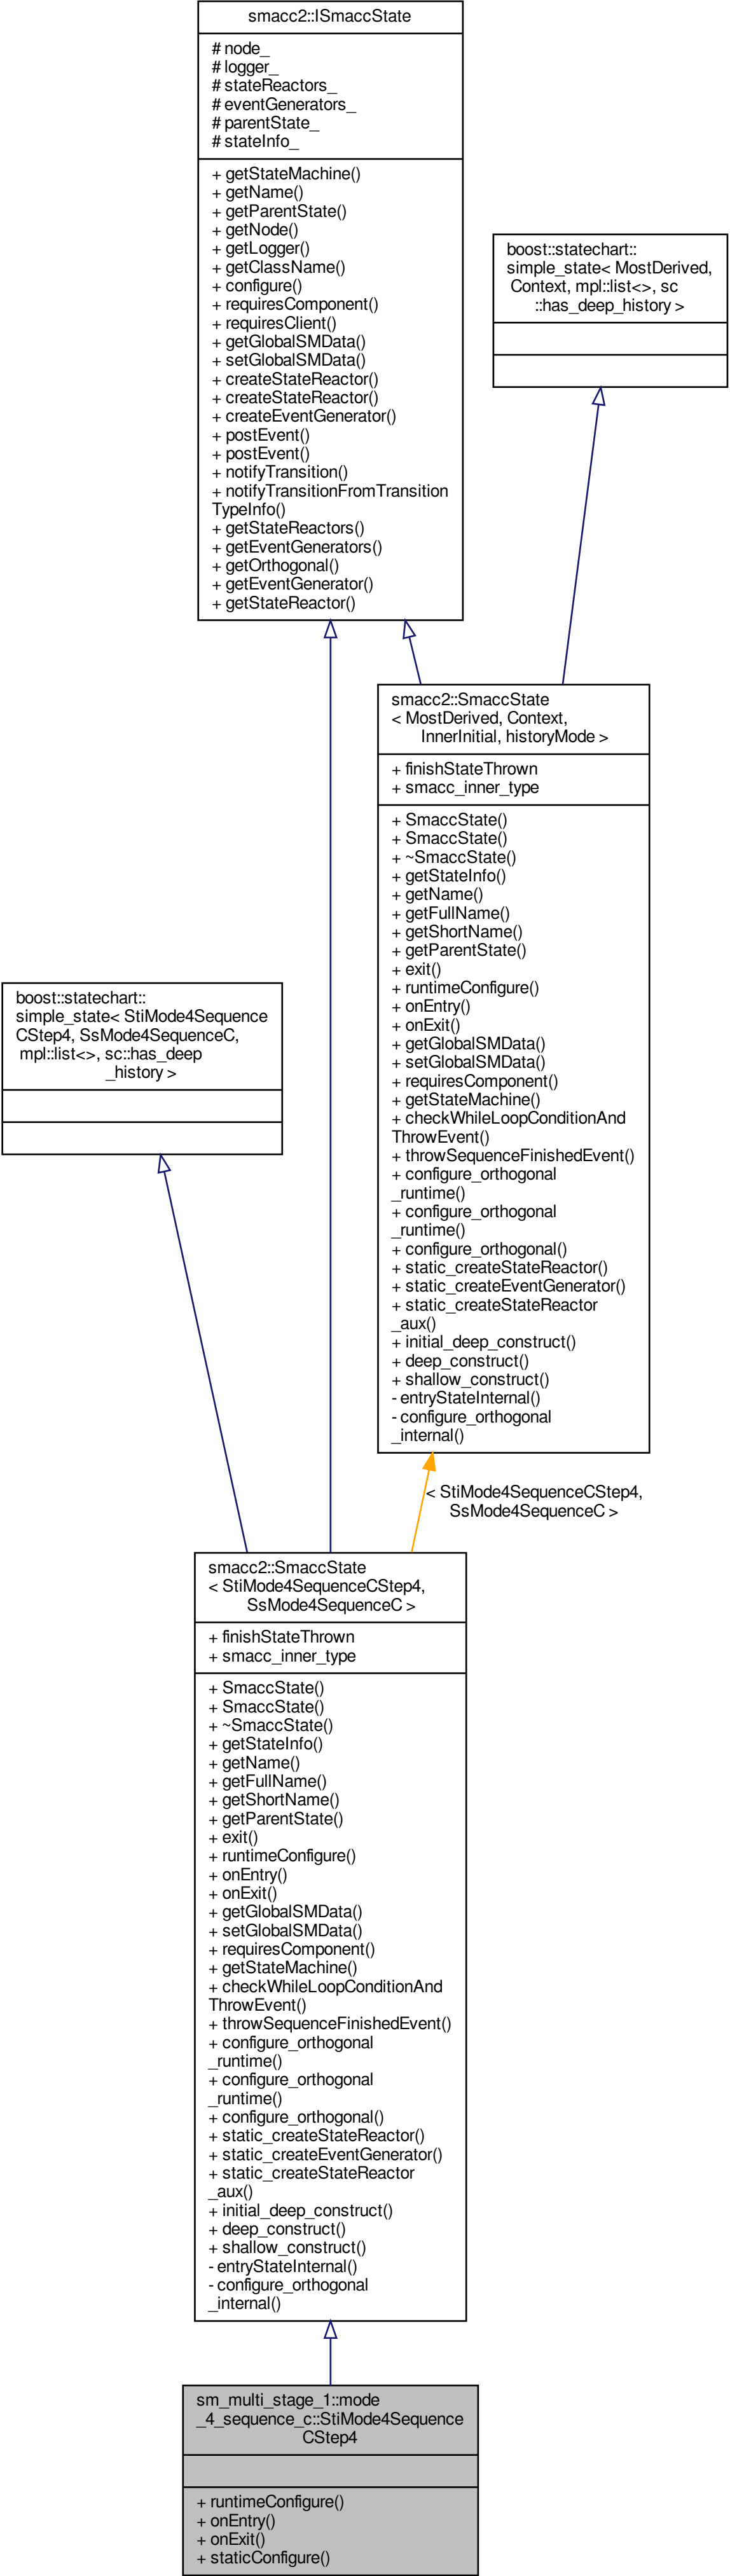 smacc2::ISmaccState
# node_
# logger_
# stateReactors_
# eventGenerators_
# parentState_
# stateInfo_
+ getStateMachine()
+ getName()
+ getParentState()
+ getNode()
+ getLogger()
+ getClassName()
+ configure()
+ requiresComponent()
+ requiresClient()
+ getGlobalSMData()
+ setGlobalSMData()
+ createStateReactor()
+ createStateReactor()
+ createEventGenerator()
+ postEvent()
+ postEvent()
+ notifyTransition()
+ notifyTransitionFromTransition
TypeInfo()
+ getStateReactors()
+ getEventGenerators()
+ getOrthogonal()
+ getEventGenerator()
+ getStateReactor()
boost::statechart::
simple_state< MostDerived,
Context, mpl::list<>, sc
::has_deep_history >
smacc2::SmaccState
< MostDerived, Context,
InnerInitial, historyMode >
+ finishStateThrown
+ smacc_inner_type
+ SmaccState()
+ SmaccState()
+ ~SmaccState()
+ getStateInfo()
+ getName()
+ getFullName()
+ getShortName()
+ getParentState()
+ exit()
+ runtimeConfigure()
+ onEntry()
+ onExit()
+ getGlobalSMData()
+ setGlobalSMData()
+ requiresComponent()
+ getStateMachine()
+ checkWhileLoopConditionAnd
ThrowEvent()
+ throwSequenceFinishedEvent()
+ configure_orthogonal
_runtime()
+ configure_orthogonal
_runtime()
+ configure_orthogonal()
+ static_createStateReactor()
+ static_createEventGenerator()
+ static_createStateReactor
_aux()
+ initial_deep_construct()
+ deep_construct()
+ shallow_construct()
- entryStateInternal()
- configure_orthogonal
_internal()
boost::statechart::
simple_state< StiMode4Sequence
CStep4, SsMode4SequenceC,
mpl::list<>, sc::has_deep
_history >
< StiMode4SequenceCStep4,
SsMode4SequenceC >
smacc2::SmaccState
< StiMode4SequenceCStep4,
SsMode4SequenceC >
+ finishStateThrown
+ smacc_inner_type
+ SmaccState()
+ SmaccState()
+ ~SmaccState()
+ getStateInfo()
+ getName()
+ getFullName()
+ getShortName()
+ getParentState()
+ exit()
+ runtimeConfigure()
+ onEntry()
+ onExit()
+ getGlobalSMData()
+ setGlobalSMData()
+ requiresComponent()
+ getStateMachine()
+ checkWhileLoopConditionAnd
ThrowEvent()
+ throwSequenceFinishedEvent()
+ configure_orthogonal
_runtime()
+ configure_orthogonal
_runtime()
+ configure_orthogonal()
+ static_createStateReactor()
+ static_createEventGenerator()
+ static_createStateReactor
_aux()
+ initial_deep_construct()
+ deep_construct()
+ shallow_construct()
- entryStateInternal()
- configure_orthogonal
_internal()
sm_multi_stage_1::mode
_4_sequence_c::StiMode4Sequence
CStep4
+ runtimeConfigure()
+ onEntry()
+ onExit()
+ staticConfigure()